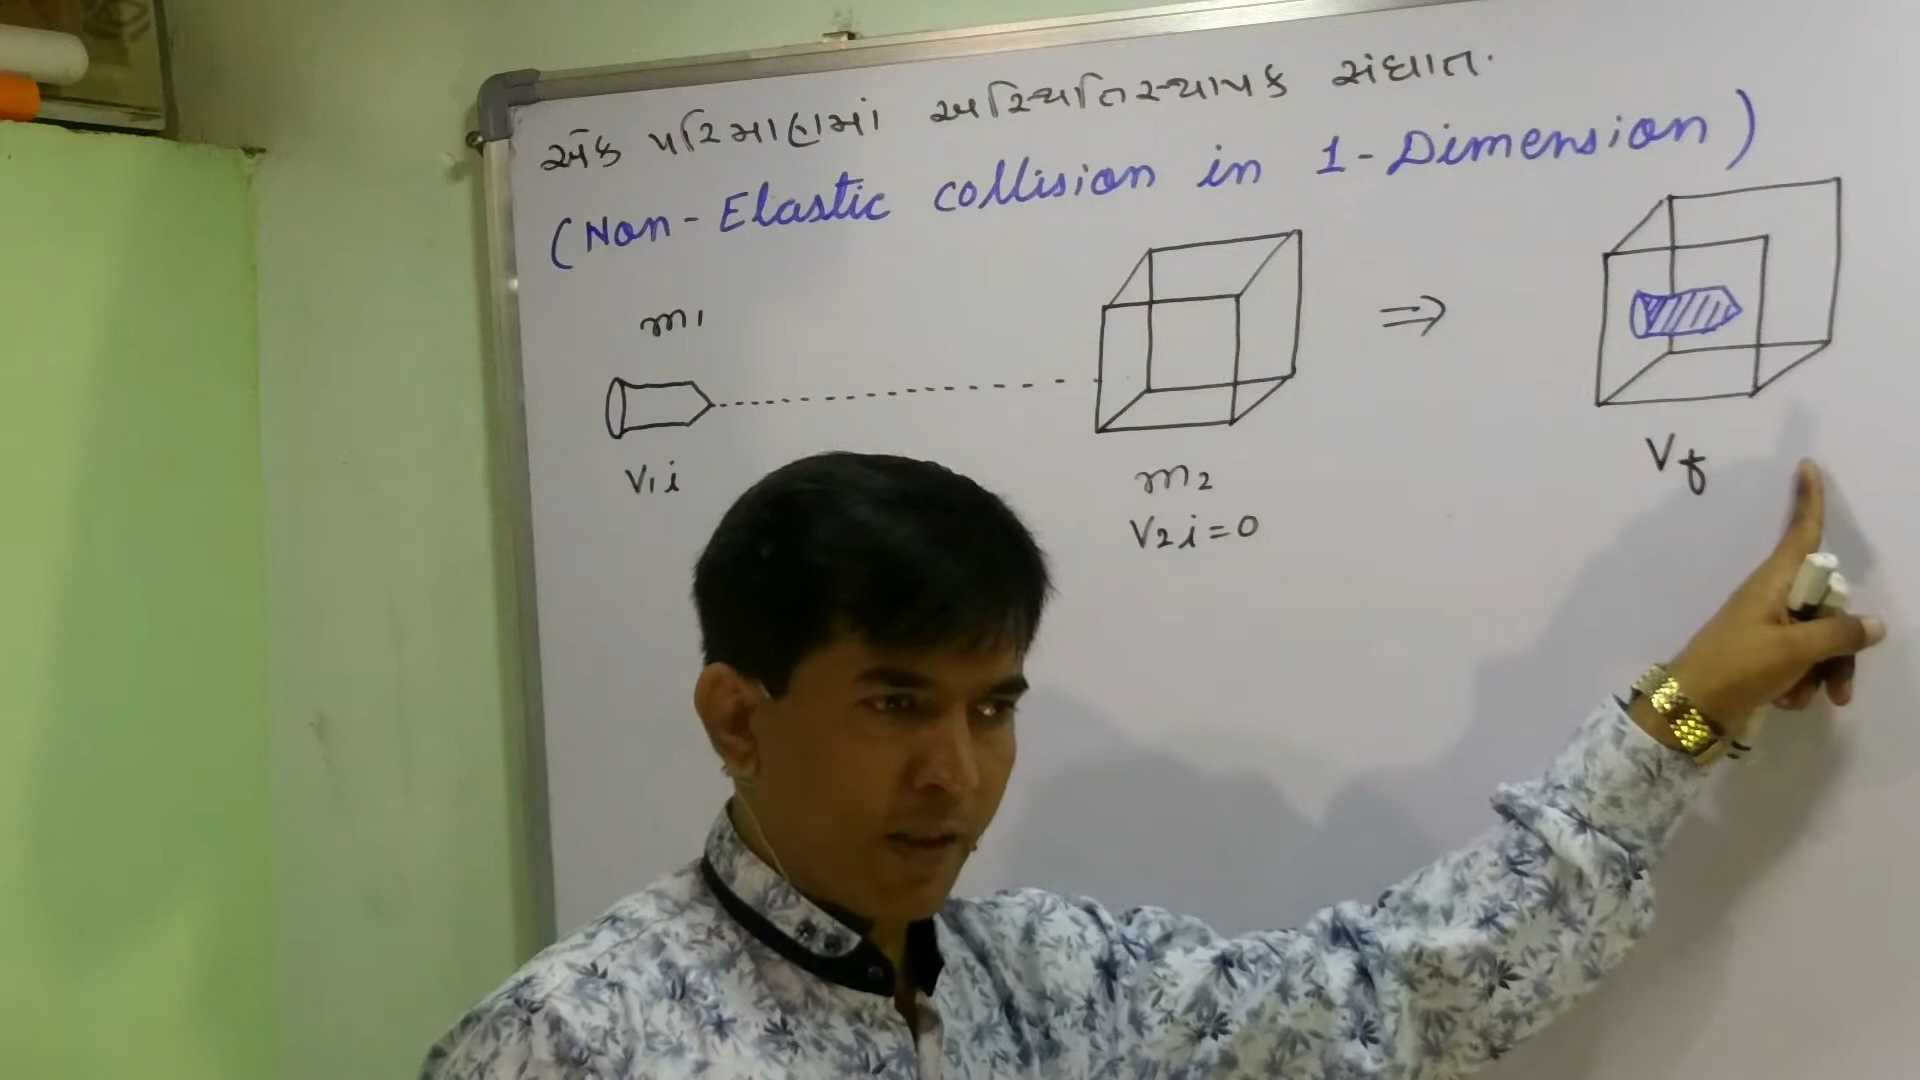 એક પરિમાણમાં અસ્થિતિસ્થાપક સંઘાત.
(Non-Elastic collision in 1-Dimension)
m1
V1i
m2
V2i=0
⇒
Vf